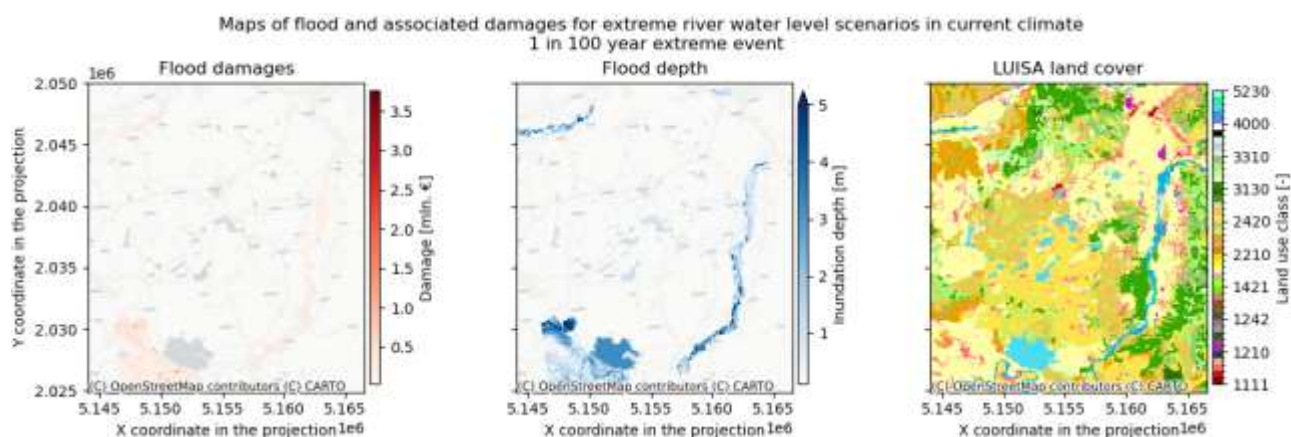 Maps of flood and associated damages for extreme river water level scenarios in current climate
1 in 100 year extreme event
Flood damages
1e6
2.050
2.045
2.040
2.035
2.030
2.025
Y coordinate in the projection
(C) OpenStreetMap contributors (C) CARTO
5.145 5.150 5.155 5.160 5.165
X coordinate in the projection 1e6
3.5
3.0
2.5
2.0
1.5
1.0
0.5
Damage [mln. €]
Flood depth
(C) OpenStreetMap contributors (C) CARTO
5.145 5.150 5.155 5.160 5.165
X coordinate in the projection 1e6
5
4
3
2
1
Inundation depth [m]
LUISA land cover
(C) OpenStreetMap contributors (C) CARTO
5.145 5.150 5.155 5.160 5.165
X coordinate in the projection 1e6
5230
4000
3310
3130
2420
2210
1421
1242
1210
1111
Land use class [-]